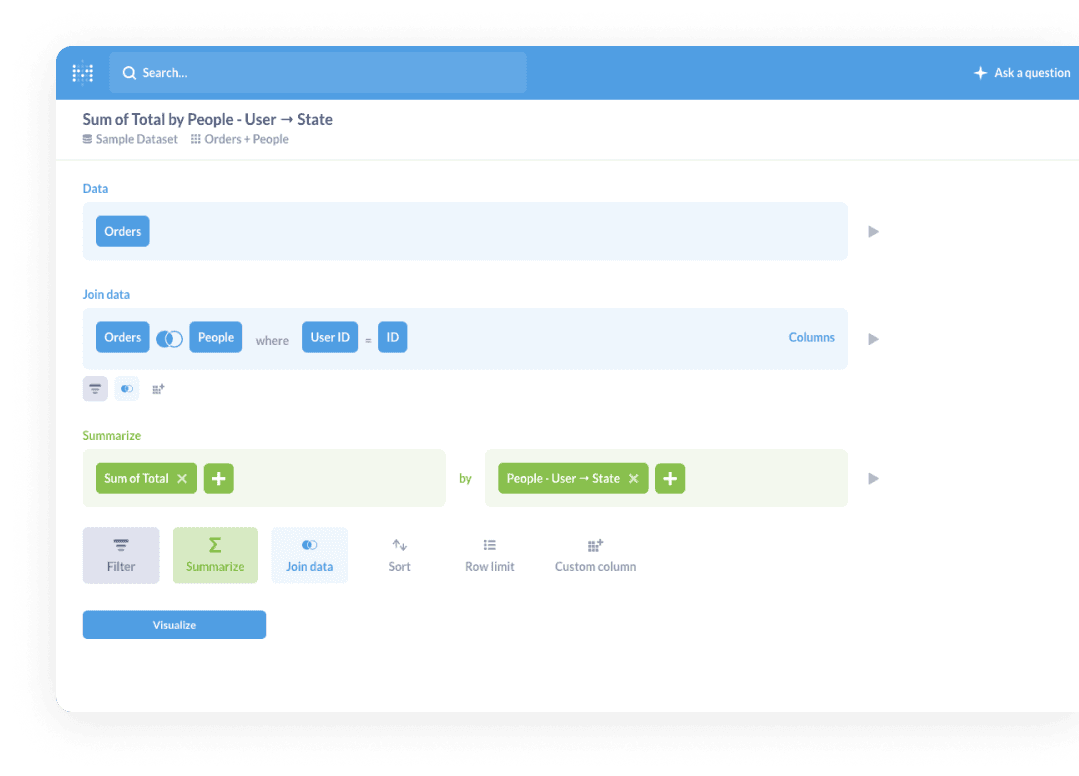 Search...
Ask a question
Sum of Total by People - User → State
Sample Dataset Orders + People
Data
Orders
Join data
Orders People where User ID = ID Columns
Summarize
Sum of Total by People · User → State
Filter Summarize Join data Sort Row limit Custom column
Visualize